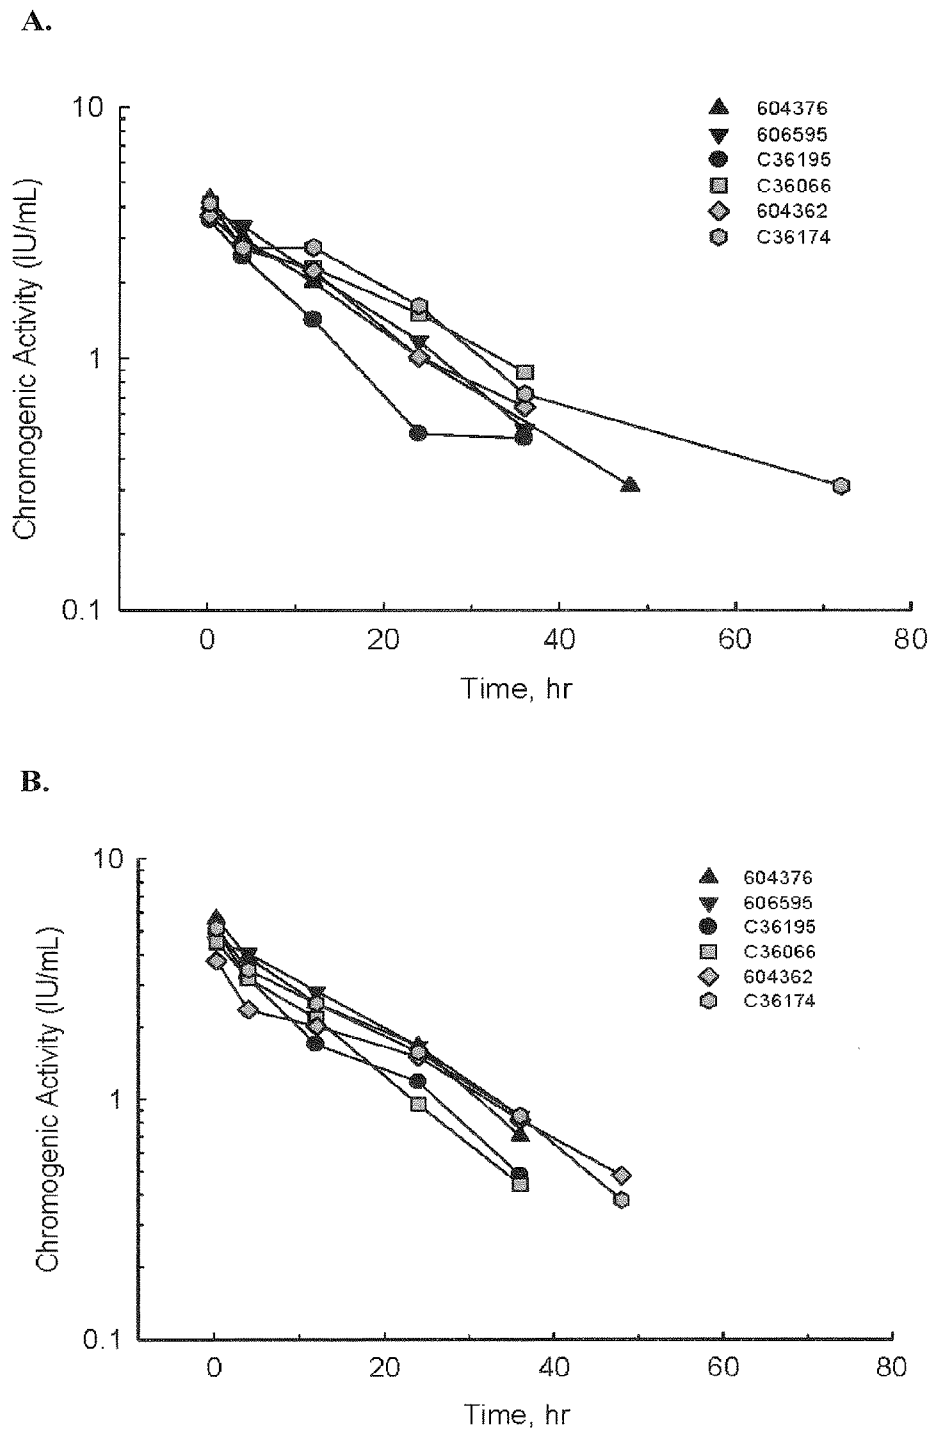 A.
10
1
0.1
Chromogenic Activity (IU/mL)
604376
606595
C36195
C36066
604362
C36174
0 20 40 60 80
Time, hr
B.
10
1
0.1
Chromogenic Activity (IU/mL)
604376
606595
C36195
C36066
604362
C36174
0 20 40 60 80
Time, hr